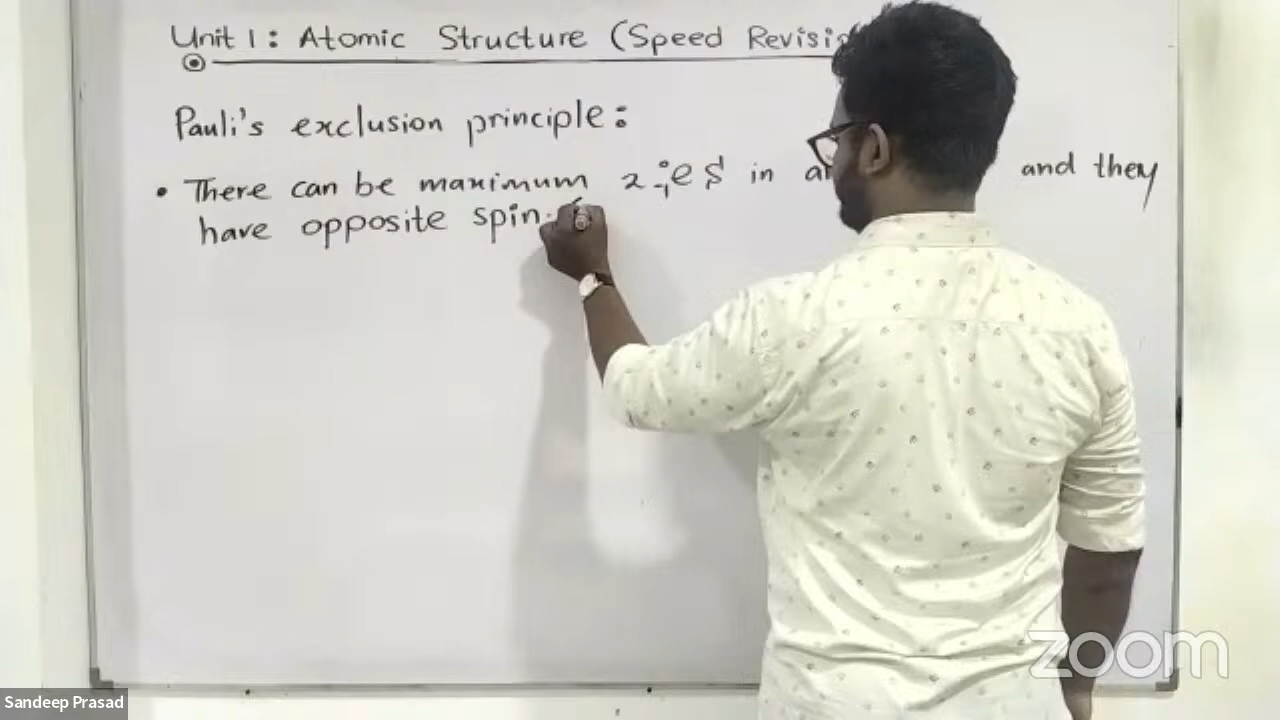 Unit 1: Atomic Structure (Speed
Pauli's exclusion principle:
• There can be maximum 2 in and they
have opposite spin.
zoom
Sandeep Prasad